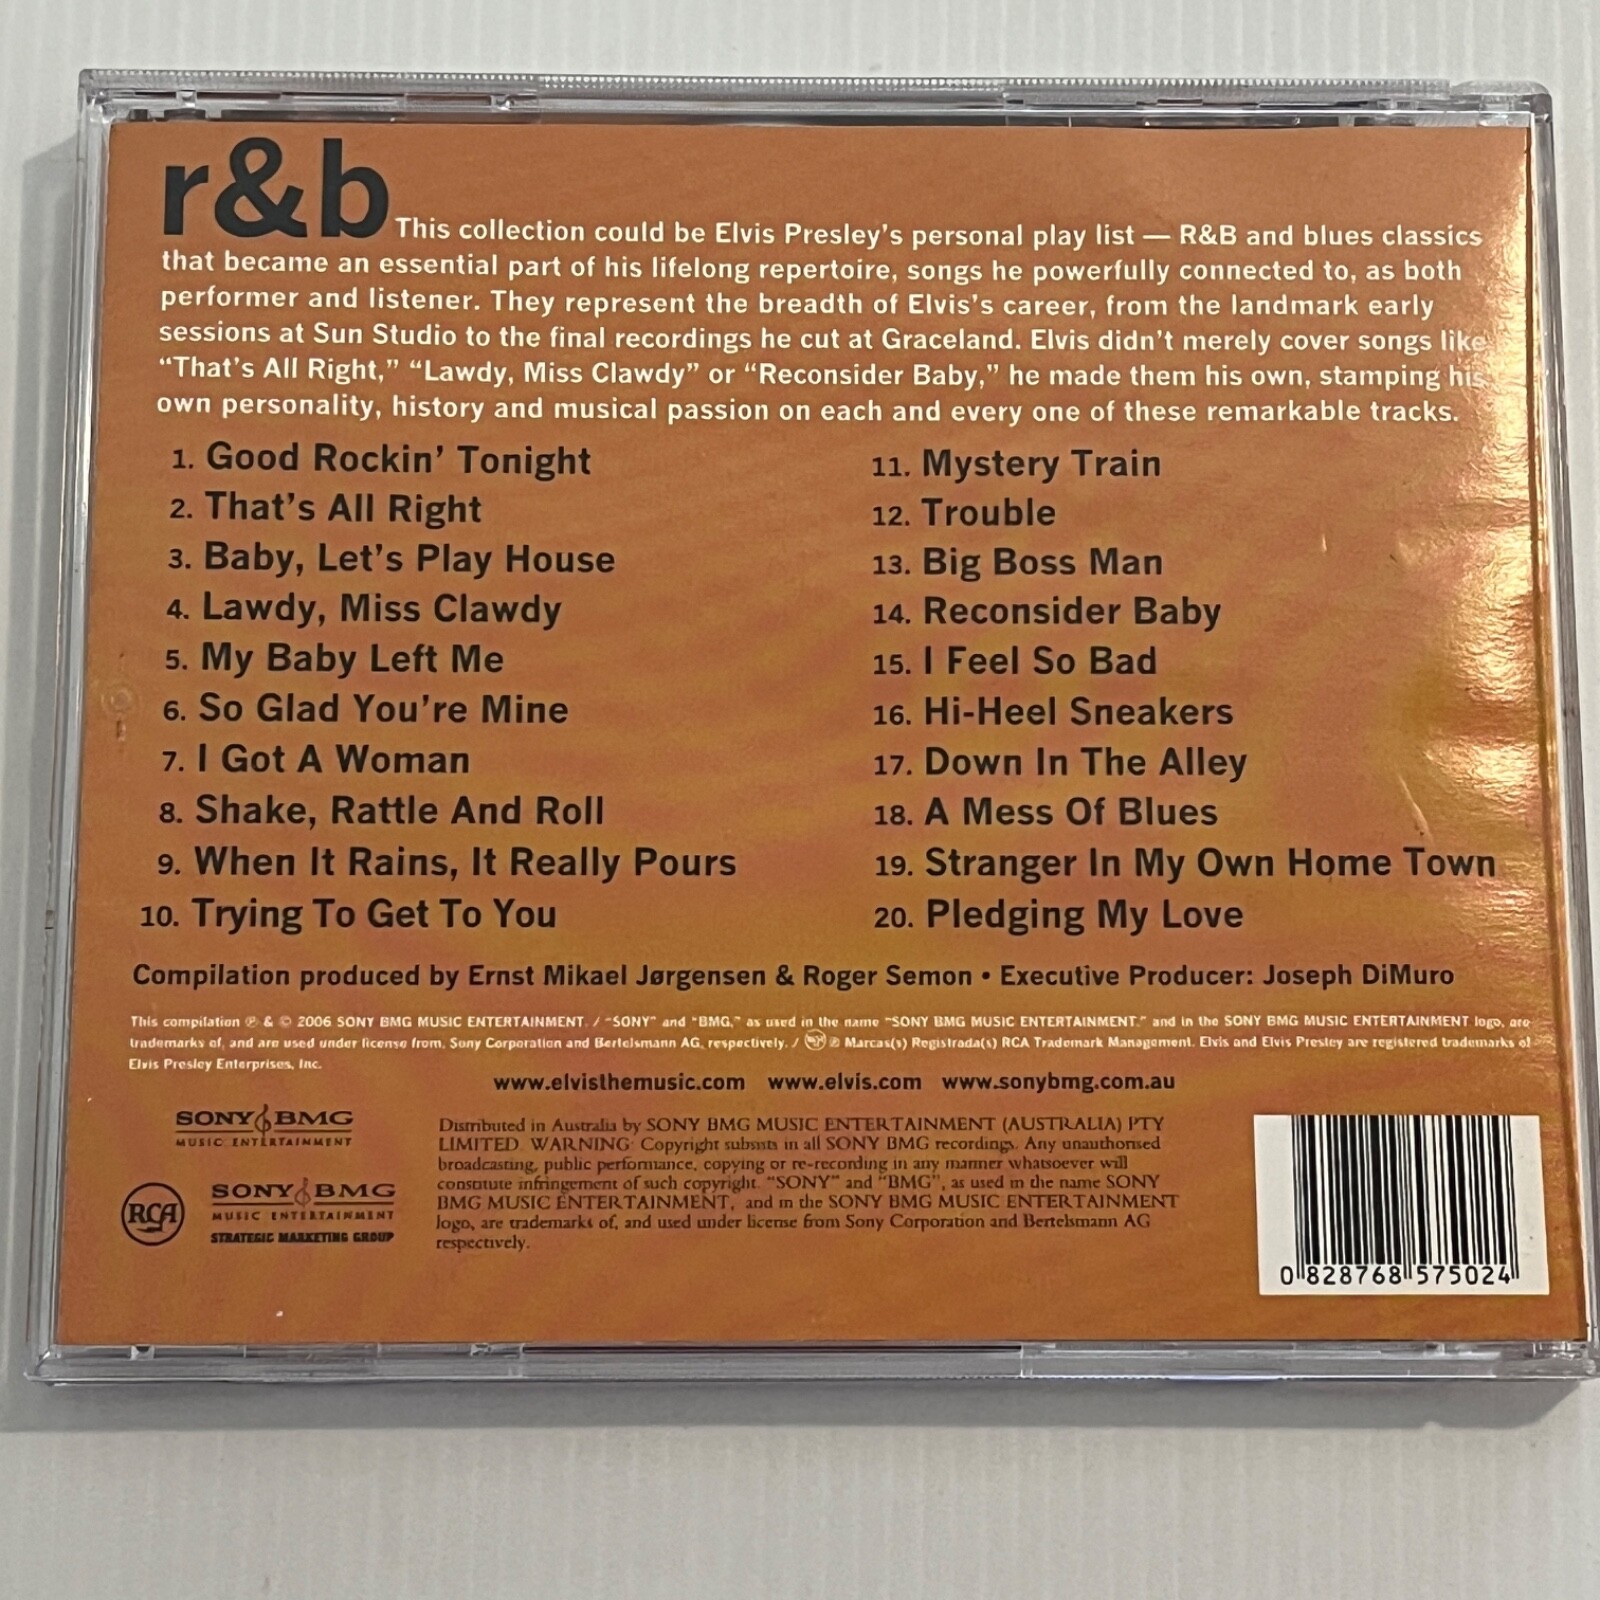 r&b This collection could be Elvis Presley's personal play list — R&B and blues classics
that became an essential part of his lifelong repertoire, songs he powerfully connected to, as both
performer and listener. They represent the breadth of Elvis's career, from the landmark early
sessions at Sun Studio to the final recordings he cut at Graceland. Elvis didn't merely cover songs like
“That's All Right,” “Lawdy, Miss Clawdy” or “Reconsider Baby,” he made them his own, stamping his
own personality, history and musical passion on each and every one of these remarkable tracks.
1. Good Rockin' Tonight
2. That's All Right
3. Baby, Let's Play House
4. Lawdy, Miss Clawdy
5. My Baby Left Me
6. So Glad You're Mine
7. I Got A Woman
8. Shake, Rattle And Roll
9. When It Rains, It Really Pours
10. Trying To Get To You
11. Mystery Train
12. Trouble
13. Big Boss Man
14. Reconsider Baby
15. I Feel So Bad
16. Hi-Heel Sneakers
17. Down In The Alley
18. A Mess Of Blues
19. Stranger In My Own Home Town
20. Pledging My Love
Compilation produced by Ernst Mikael Jørgensen & Roger Semon • Executive Producer: Joseph DiMuro
This compilation ℗ & © 2006 SONY BMG MUSIC ENTERTAINMENT. / “SONY” and “BMG,” as used in the name “SONY BMG MUSIC ENTERTAINMENT,” and in the SONY BMG MUSIC ENTERTAINMENT logo, are
trademarks of, and are used under license from, Sony Corporation and Bertelsmann AG, respectively. / RCA ® Marcas(s) Registrada(s) RCA Trademark Management. Elvis and Elvis Presley are registered trademarks of
Elvis Presley Enterprises, Inc.
www.elvisthemusic.com www.elvis.com www.sonybmg.com.au
SONY BMG
MUSIC ENTERTAINMENT
RCA
SONY BMG
MUSIC ENTERTAINMENT
STRATEGIC MARKETING GROUP
Distributed in Australia by SONY BMG MUSIC ENTERTAINMENT (AUSTRALIA) PTY
LIMITED. WARNING: Copyright subsists in all SONY BMG recordings. Any unauthorised
broadcasting, public performance, copying or re-recording in any manner whatsoever will
constitute infringement of such copyright. “SONY” and “BMG”, as used in the name SONY
BMG MUSIC ENTERTAINMENT, and in the SONY BMG MUSIC ENTERTAINMENT
logo, are trademarks of, and used under license from Sony Corporation and Bertelsmann AG
respectively.
0 828768 575024